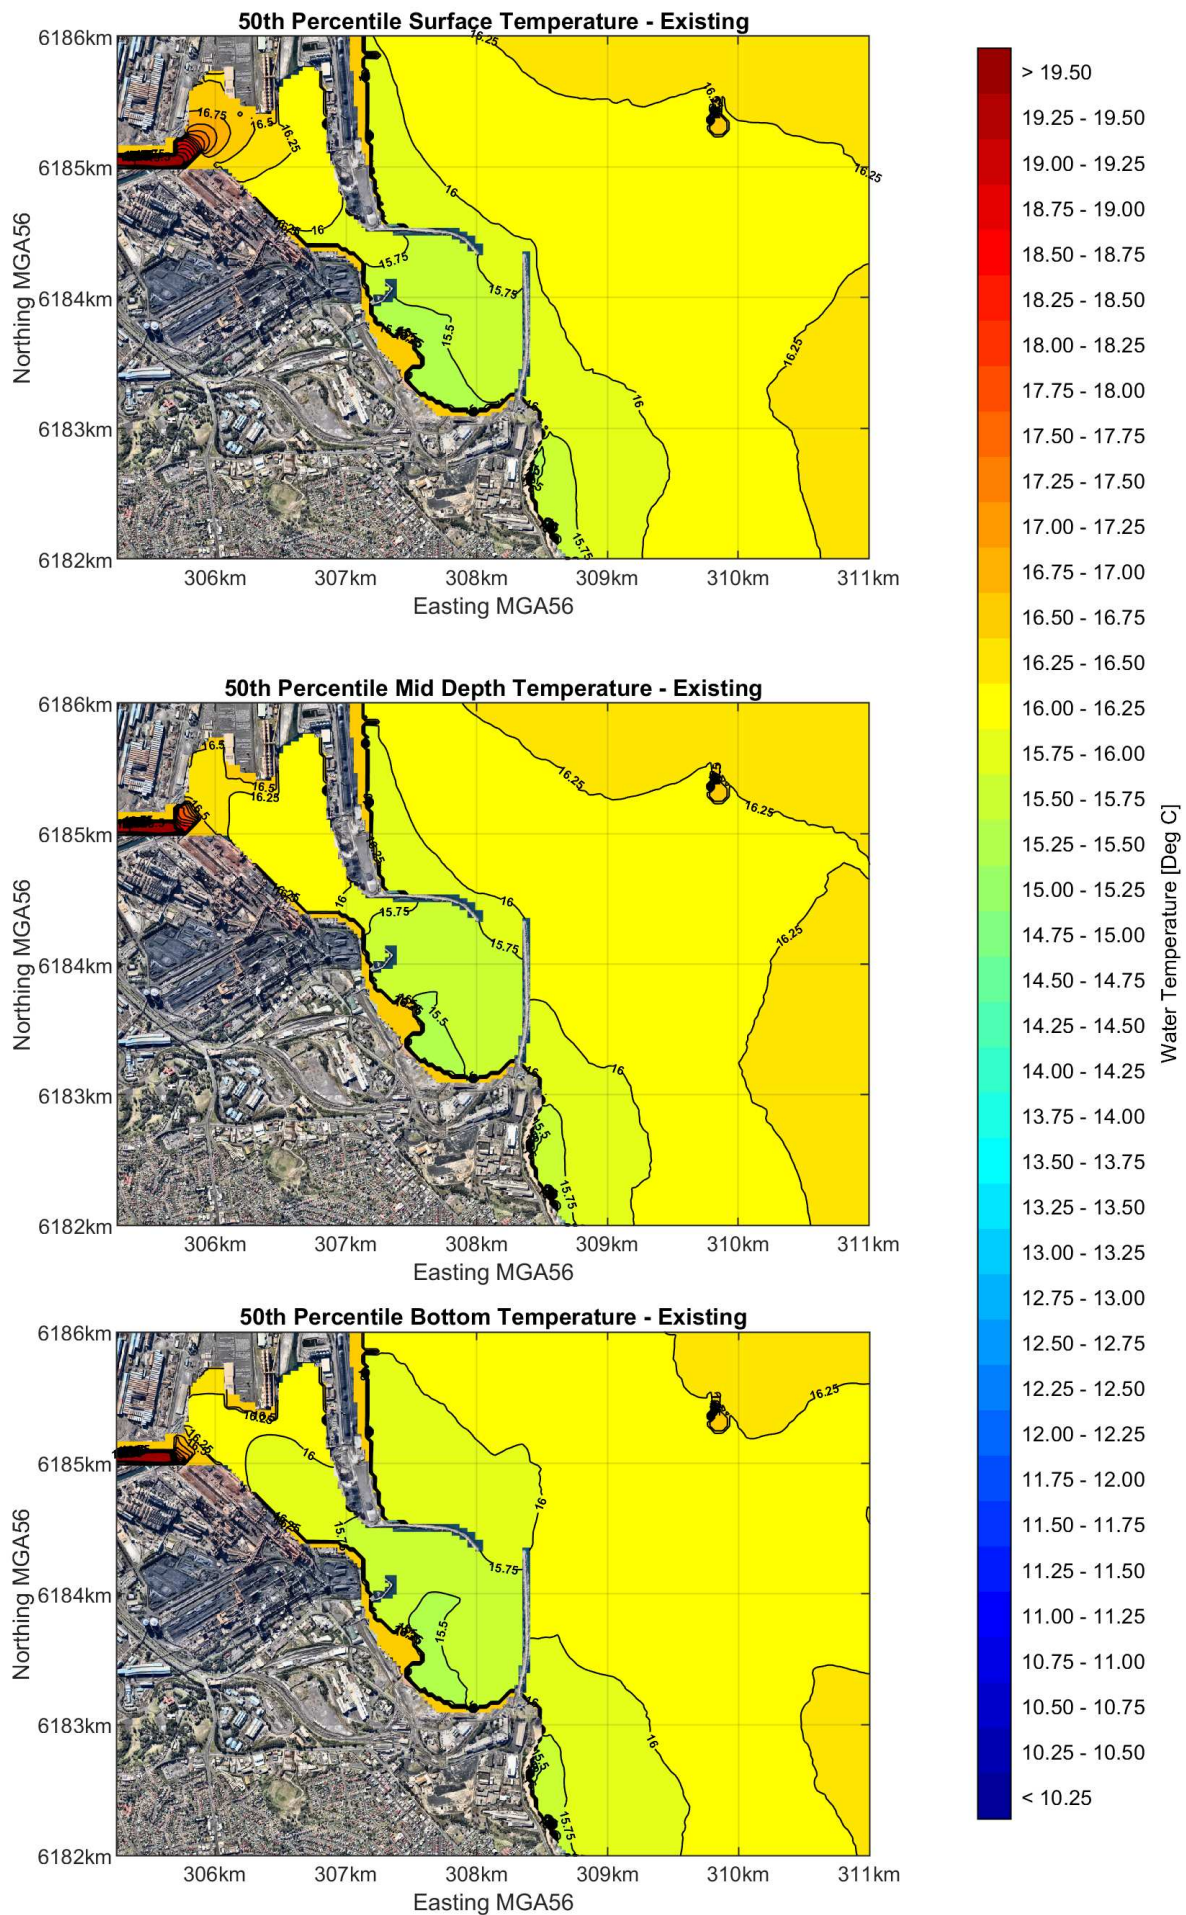 50th Percentile Surface Temperature - Existing
6186km
6185km
6184km
6183km
6182km
Northing MGA56
16.25
16.75
16.5
16.25
16.25
16
16
15.75
15.75
15.5
16.25
16
15.75
306km
307km
308km
309km
310km
311km
Easting MGA56
50th Percentile Mid Depth Temperature - Existing
6186km
6185km
6184km
6183km
6182km
Northing MGA56
16.5
16.5
16.25
16.5
16.25
16.25
16.25
16.25
16
16
15.75
15.75
16.25
15.5
16
15.5
15.75
306km
307km
308km
309km
310km
311km
Easting MGA56
50th Percentile Bottom Temperature - Existing
6186km
6185km
6184km
6183km
6182km
Northing MGA56
16.25
16.25
16.25
16
16
15.75
15.5
16
15.5
15.75
306km
307km
308km
309km
310km
311km
Easting MGA56
> 19.50
19.25 - 19.50
19.00 - 19.25
18.75 - 19.00
18.50 - 18.75
18.25 - 18.50
18.00 - 18.25
17.75 - 18.00
17.50 - 17.75
17.25 - 17.50
17.00 - 17.25
16.75 - 17.00
16.50 - 16.75
16.25 - 16.50
16.00 - 16.25
15.75 - 16.00
15.50 - 15.75
15.25 - 15.50
15.00 - 15.25
14.75 - 15.00
14.50 - 14.75
14.25 - 14.50
14.00 - 14.25
13.75 - 14.00
13.50 - 13.75
13.25 - 13.50
13.00 - 13.25
12.75 - 13.00
12.50 - 12.75
12.25 - 12.50
12.00 - 12.25
11.75 - 12.00
11.50 - 11.75
11.25 - 11.50
11.00 - 11.25
10.75 - 11.00
10.50 - 10.75
10.25 - 10.50
< 10.25
Water Temperature [Deg C]